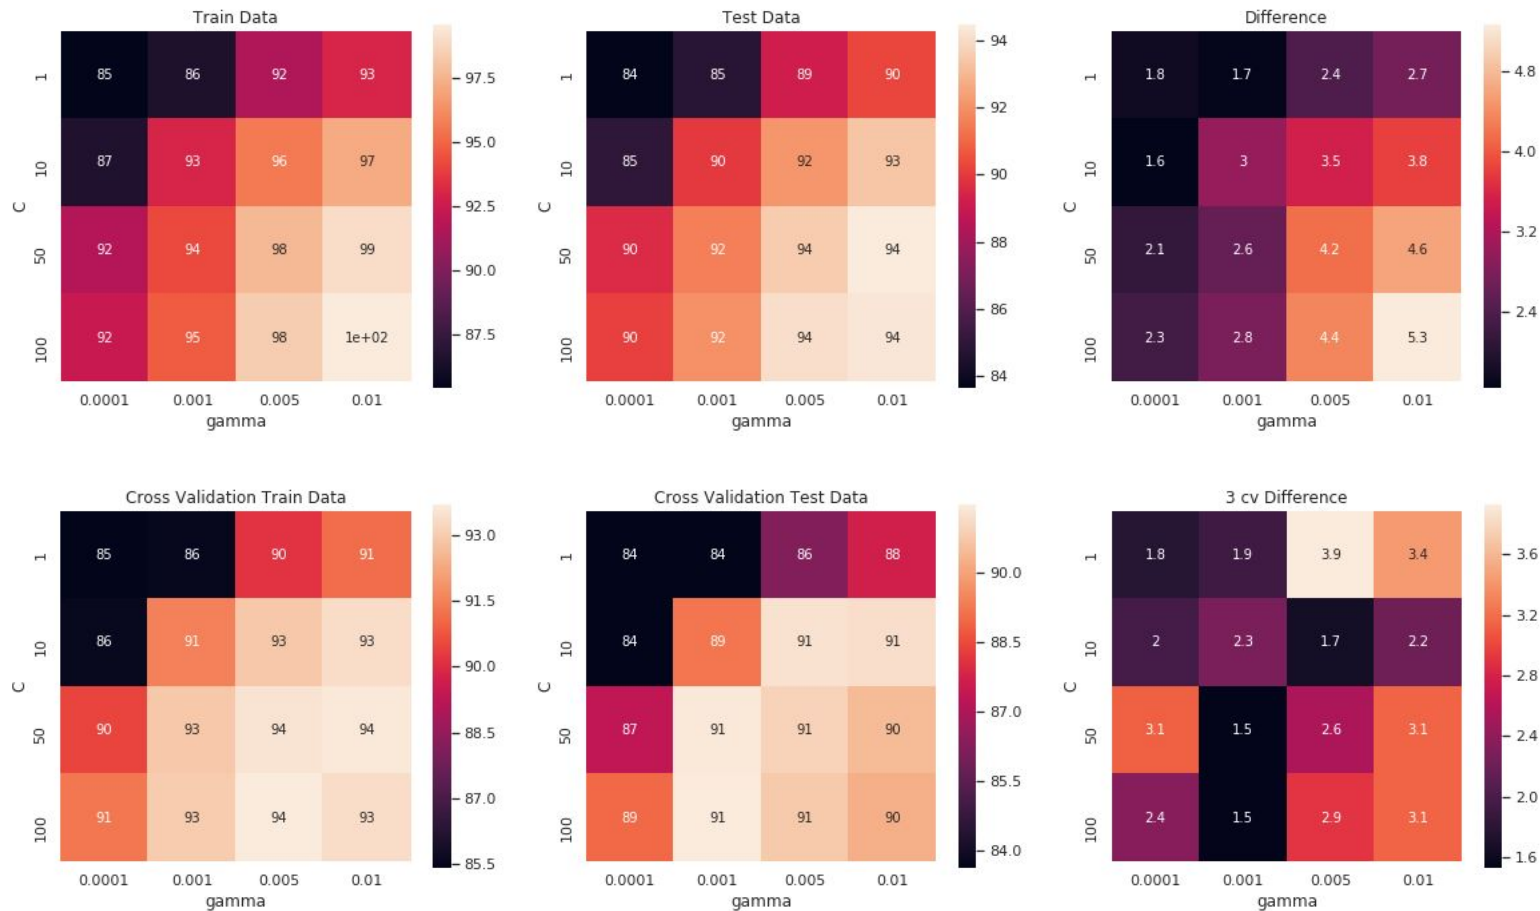 Train Data
Test Data
Difference
1 85 86 92 93
10 87 93 96 97
50 92 94 98 99
100 92 95 98 1e+02
C
0.0001 0.001 0.005 0.01
gamma
97.5
95.0
92.5
90.0
87.5
1 84 85 89 90
10 85 90 92 93
50 90 92 94 94
100 90 92 94 94
C
0.0001 0.001 0.005 0.01
gamma
94
92
90
88
86
84
1 1.8 1.7 2.4 2.7
10 1.6 3 3.5 3.8
50 2.1 2.6 4.2 4.6
100 2.3 2.8 4.4 5.3
C
0.0001 0.001 0.005 0.01
gamma
4.8
4.0
3.2
2.4
Cross Validation Train Data
Cross Validation Test Data
3 cv Difference
1 85 86 90 91
10 86 91 93 93
50 90 93 94 94
100 91 93 94 93
C
0.0001 0.001 0.005 0.01
gamma
93.0
91.5
90.0
88.5
87.0
85.5
1 84 84 86 88
10 84 89 91 91
50 87 91 91 90
100 89 91 91 90
C
0.0001 0.001 0.005 0.01
gamma
90.0
88.5
87.0
85.5
84.0
1 1.8 1.9 3.9 3.4
10 2 2.3 1.7 2.2
50 3.1 1.5 2.6 3.1
100 2.4 1.5 2.9 3.1
C
0.0001 0.001 0.005 0.01
gamma
3.6
3.2
2.8
2.4
2.0
1.6